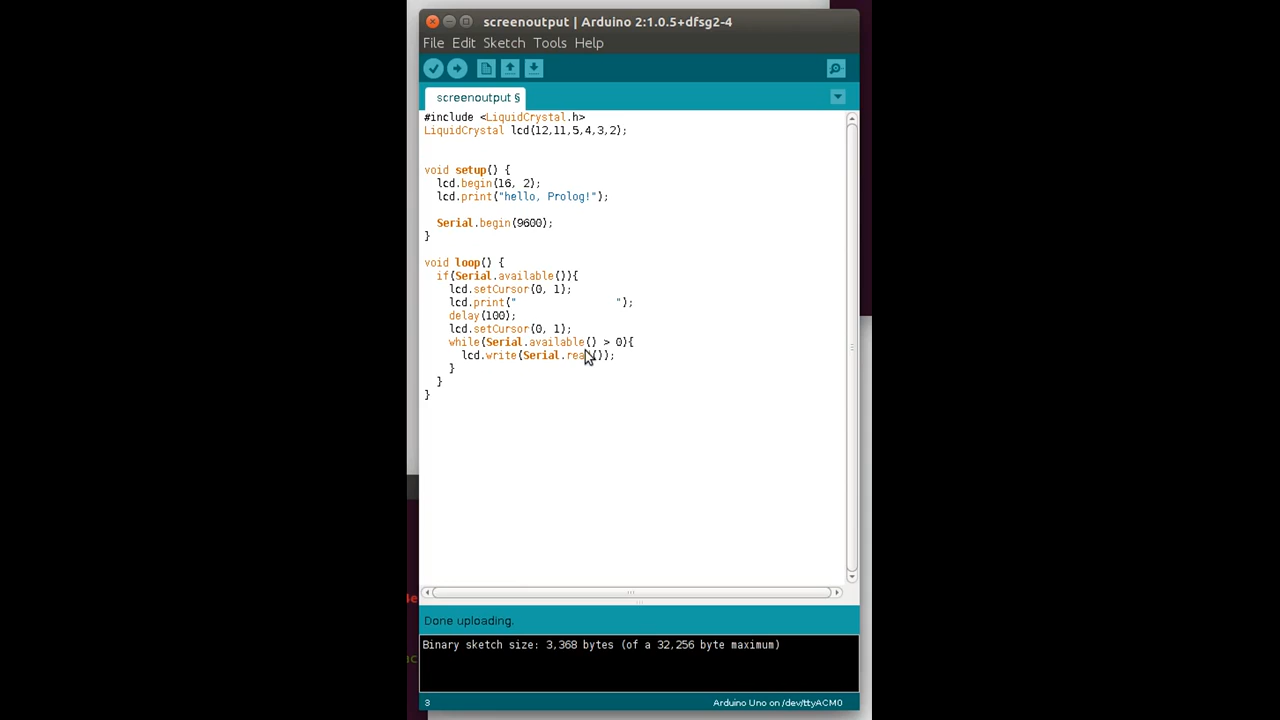 screenoutput | Arduino 2:1.0.5+dfsg2-4
File Edit Sketch Tools Help
screenoutput §
#include <LiquidCrystal.h>
LiquidCrystal lcd(12,11,5,4,3,2);
void setup() {
  lcd.begin(16, 2);
  lcd.print("hello, Prolog!");
  Serial.begin(9600);
}
void loop() {
  if(Serial.available()){
    lcd.setCursor(0, 1);
    lcd.print("                ");
    delay(100);
    lcd.setCursor(0, 1);
    while(Serial.available() > 0){
      lcd.write(Serial.read());
    }
  }
}
Done uploading.
Binary sketch size: 3,368 bytes (of a 32,256 byte maximum)
3 Arduino Uno on /dev/ttyACM0